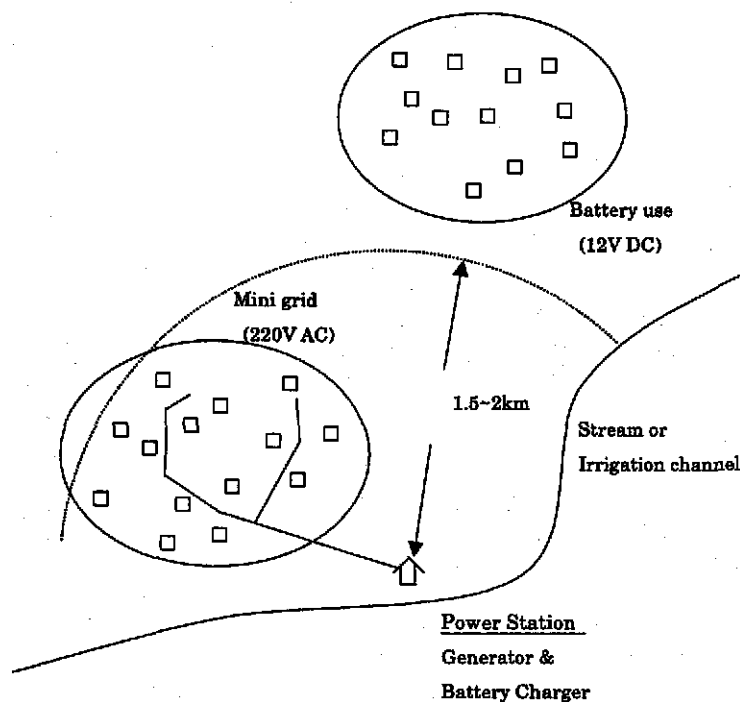 Battery use
(12V DC)
Mini grid
(220V AC)
1.5~2km
Stream or
Irrigation channel
Power Station
Generator &
Battery Charger